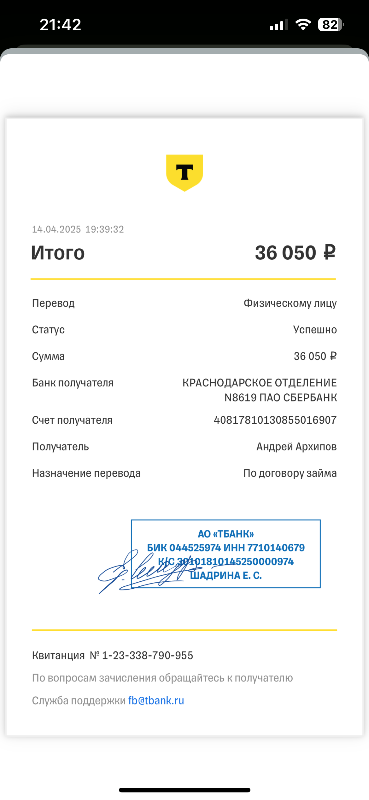 21:42
82
Т
14.04.2025 19:39:32
Итого 36 050 ₽
Перевод Физическому лицу
Статус Успешно
Сумма 36 050 ₽
Банк получателя КРАСНОДАРСКОЕ ОТДЕЛЕНИЕ
N8619 ПАО СБЕРБАНК
Счет получателя 40817810130855016907
Получатель Андрей Архипов
Назначение перевода По договору займа
АО «ТБАНК»
БИК 044525974 ИНН 7710140679
К/С 30101810145250000974
ШАДРИНА Е. С.
Квитанция № 1-23-338-790-955
По вопросам зачисления обращайтесь к получателю
Служба поддержки fb@tbank.ru